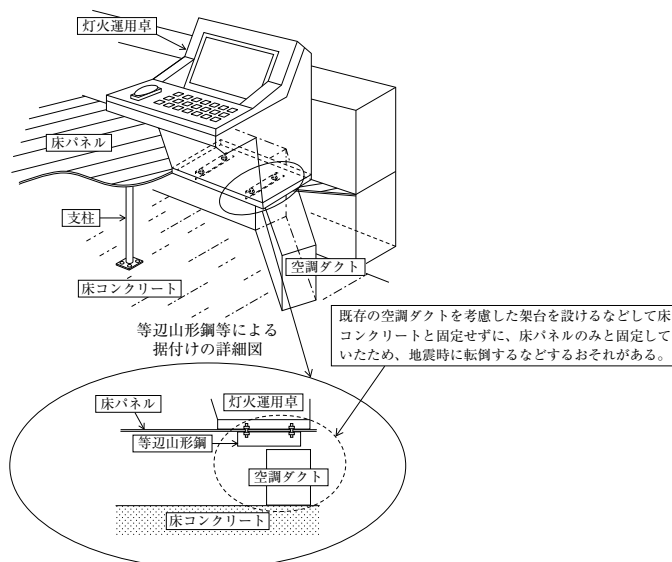 灯火運用卓
床パネル
支柱
床コンクリート
空調ダクト
等辺山形鋼等による
据付けの詳細図
既存の空調ダクトを考慮した架台を設けるなどして床
コンクリートと固定せずに、床パネルのみと固定して
いたため、地震時に転倒するなどするおそれがある。
床パネル
灯火運用卓
等辺山形鋼
空調ダクト
床コンクリート